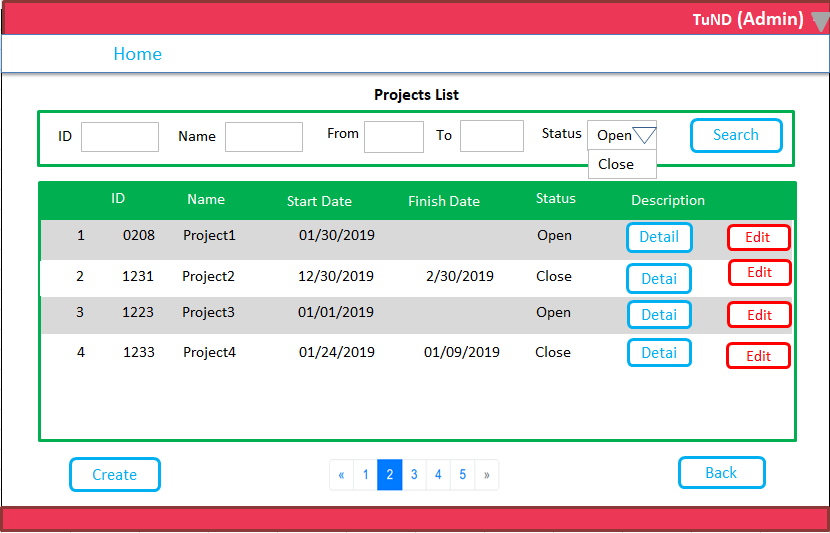 TuND (Admin)
Home
Projects List
ID Name From To Status Open Search
Close
ID Name Start Date Finish Date Status Description
1 0208 Project1 01/30/2019 Open Detail Edit
2 1231 Project2 12/30/2019 2/30/2019 Close Detai Edit
3 1223 Project3 01/01/2019 Open Detai Edit
4 1233 Project4 01/24/2019 01/09/2019 Close Detai Edit
Create « 1 2 3 4 5 » Back